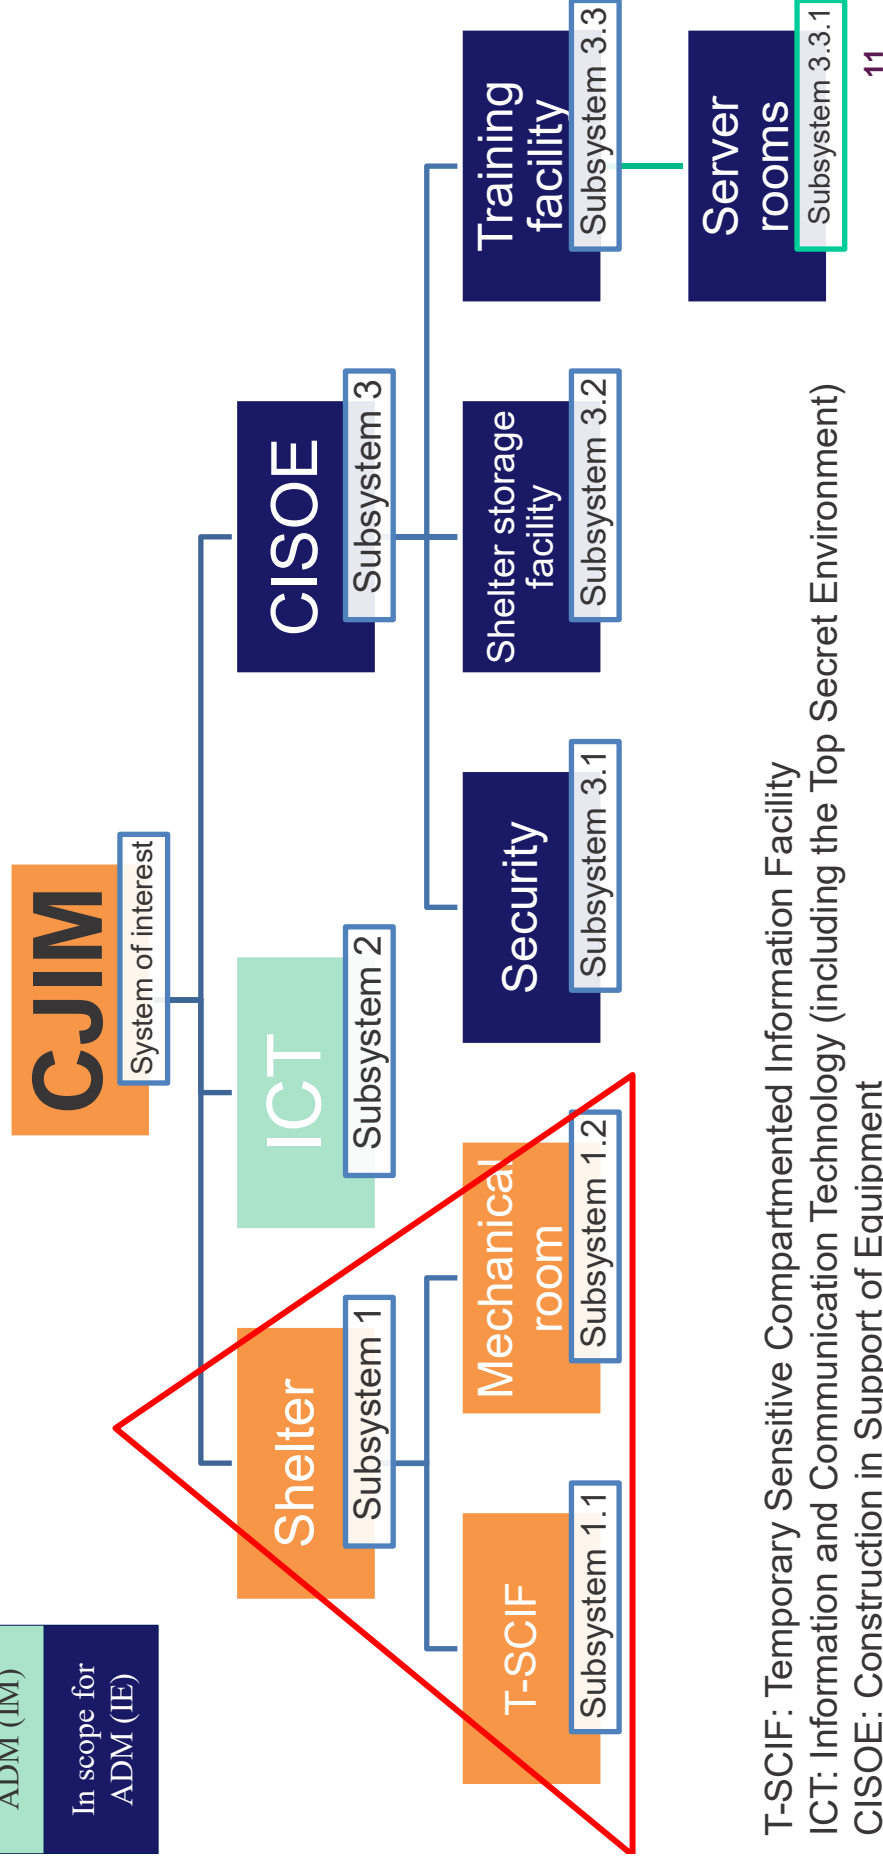 ADM (IM)
In scope for
ADM (IE)
CJIM
System of interest
Shelter
Subsystem 1
ICT
Subsystem 2
CISOE
Subsystem 3
T-SCIF
Subsystem 1.1
Mechanical
room
Subsystem 1.2
Security
Subsystem 3.1
Shelter storage
facility
Subsystem 3.2
Training
facility
Subsystem 3.3
Server
rooms
Subsystem 3.3.1
T-SCIF: Temporary Sensitive Compartmented Information Facility
ICT: Information and Communication Technology (including the Top Secret Environment)
CISOE: Construction in Support of Equipment
11